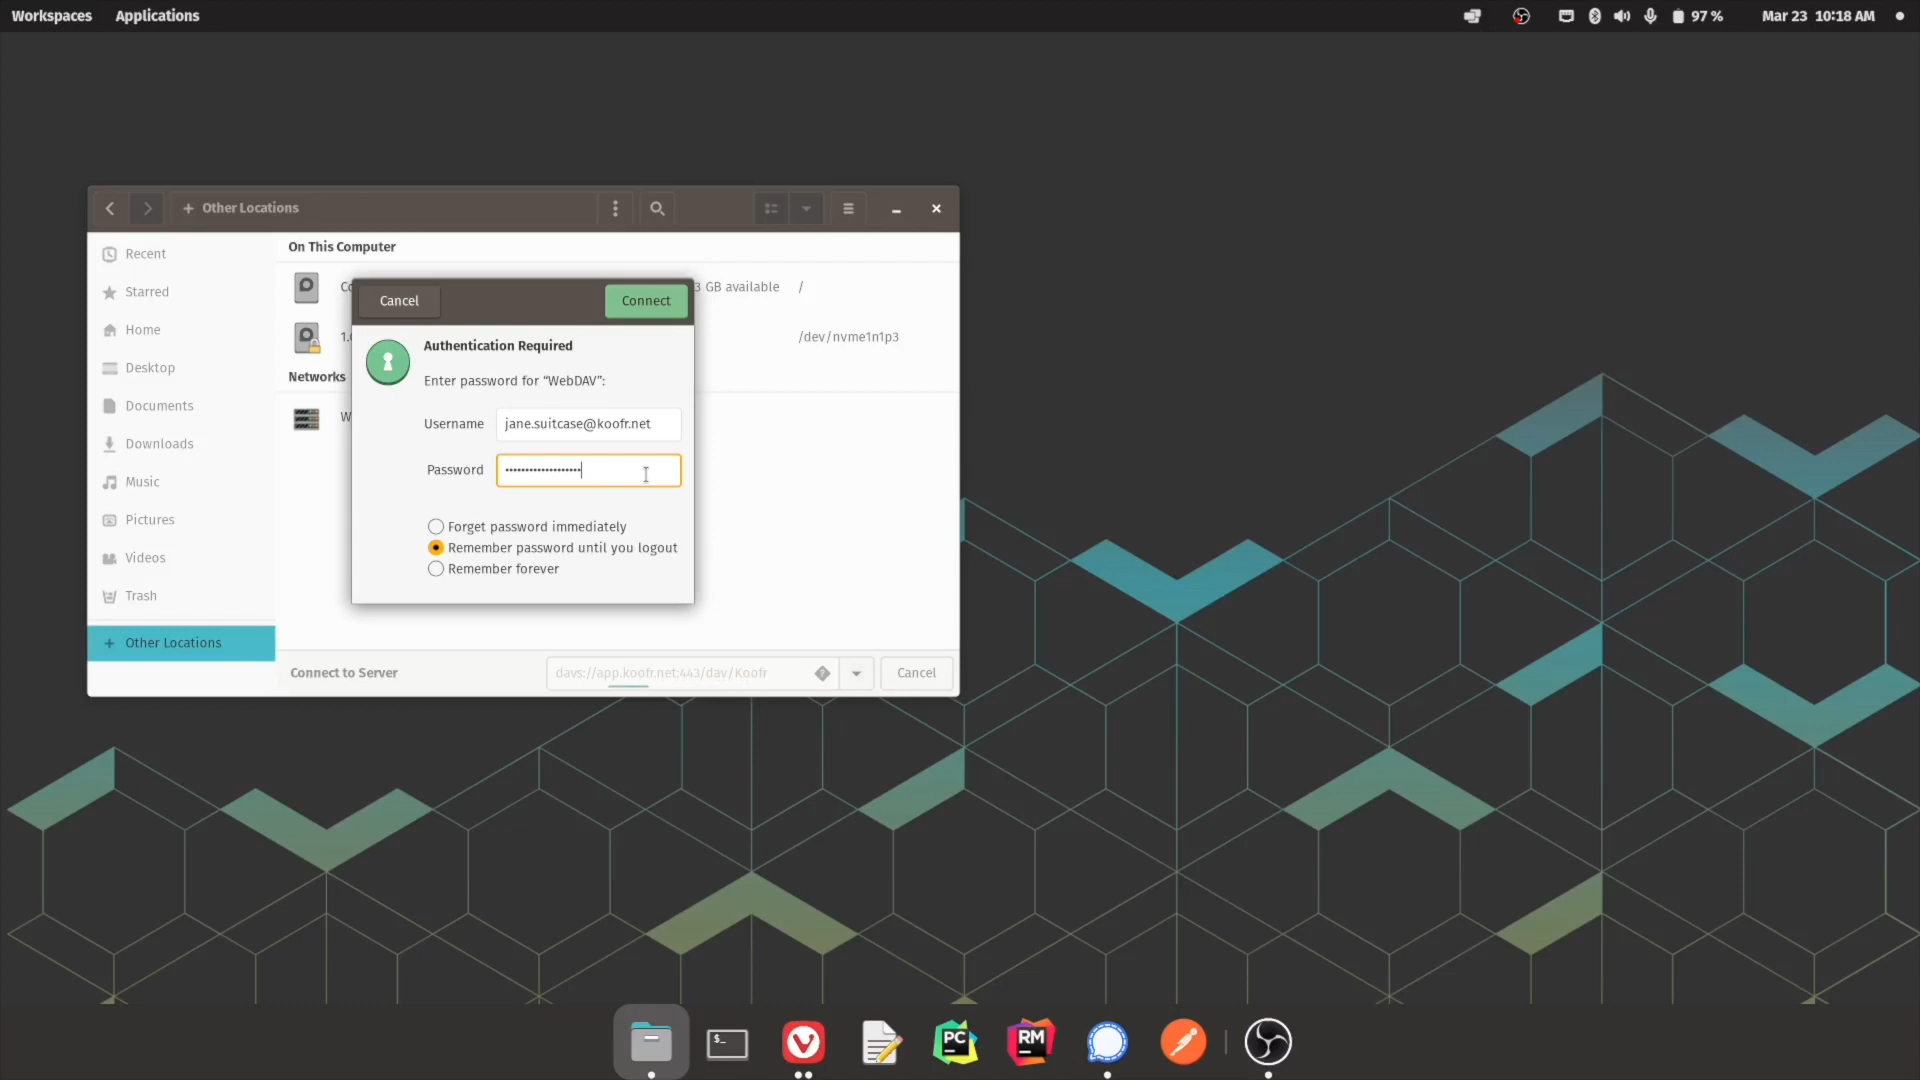 Workspaces Applications 97 % Mar 23 10:18 AM
Other Locations
Recent
Starred
Home
Desktop
Documents
Downloads
Music
Pictures
Videos
Trash
Other Locations
On This Computer
GB available /
/dev/nvme1n1p3
Networks
Cancel Connect
Authentication Required
Enter password for “WebDAV”:
Username jane.suitcase@koofr.net
Password •••••••••••••••••••
Forget password immediately
Remember password until you logout
Remember forever
Connect to Server davs://app.koofr.net:443/dav/Koofr Cancel
$_
PC
RM